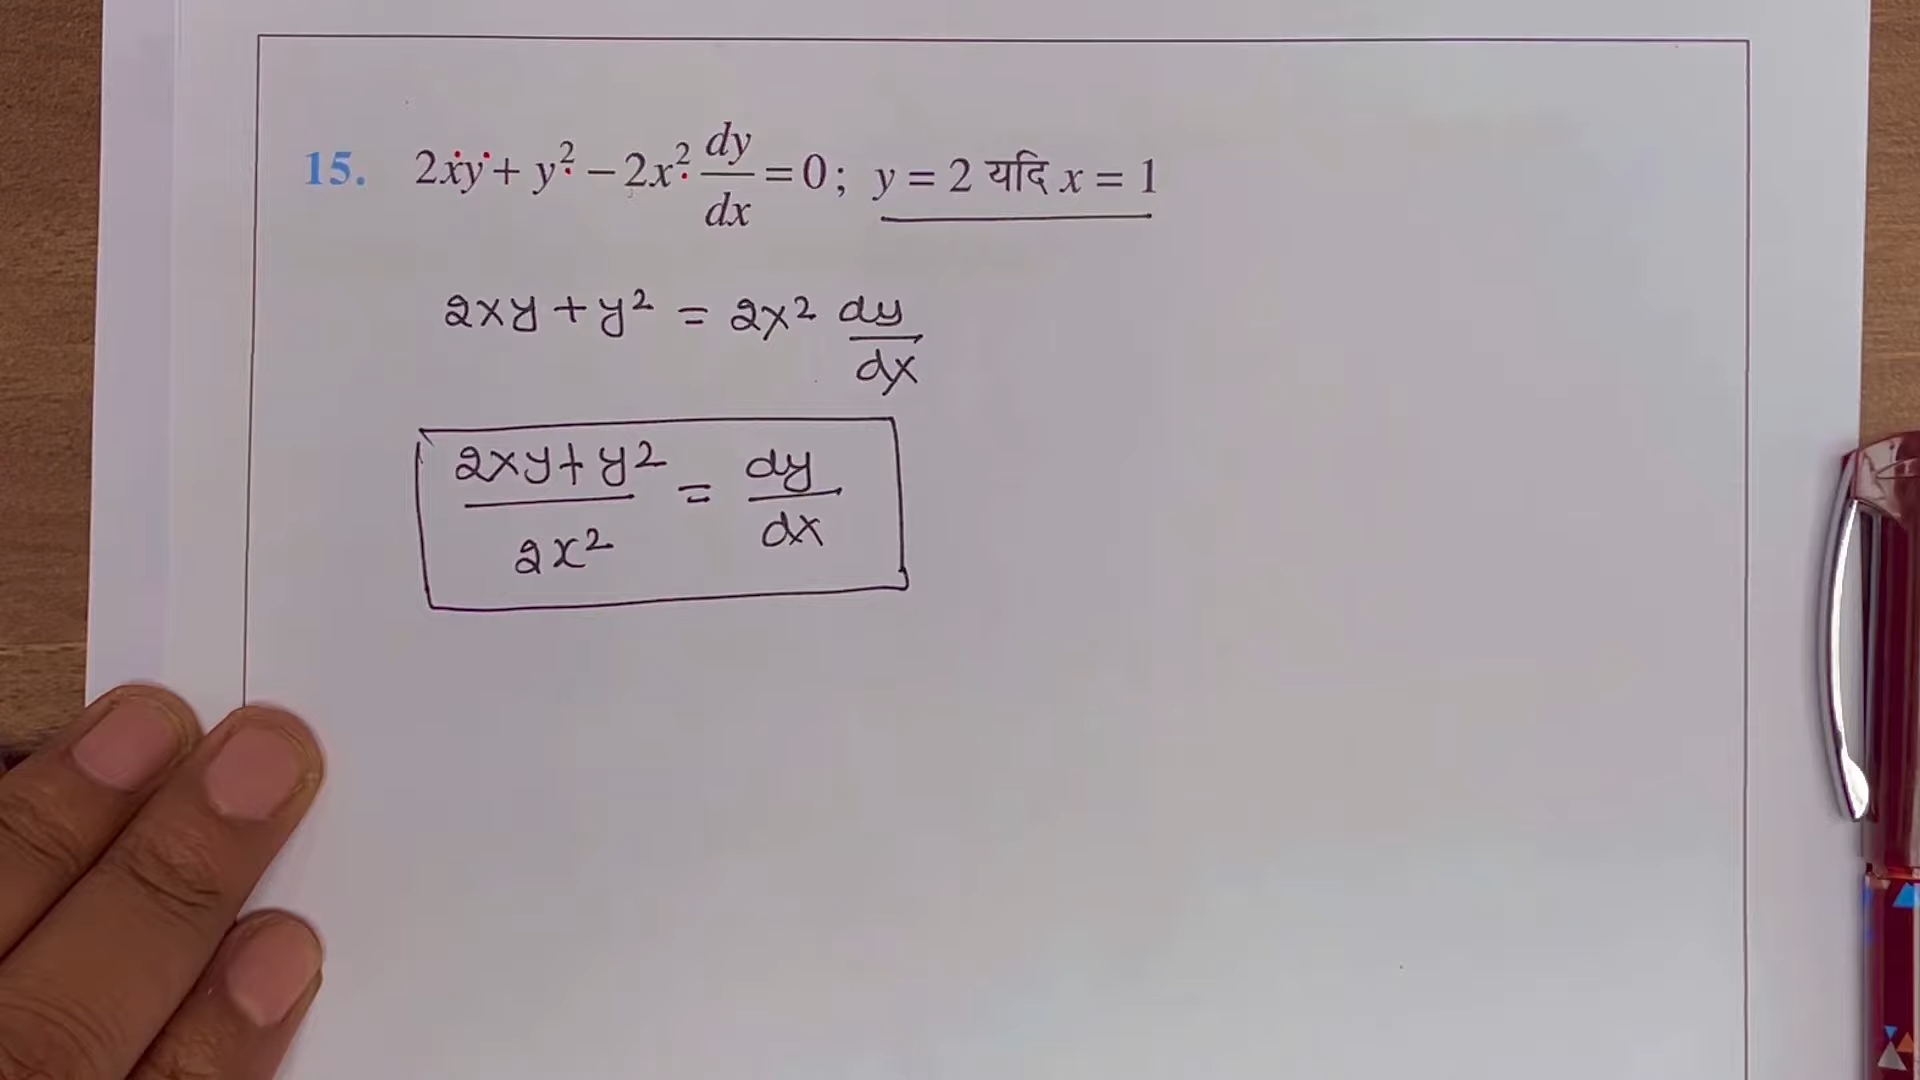 15. 2xy + y² – 2x² dy/dx = 0; y = 2 यदि x = 1
2xy + y² = 2x² dy/dx
2xy + y² / 2x² = dy/dx